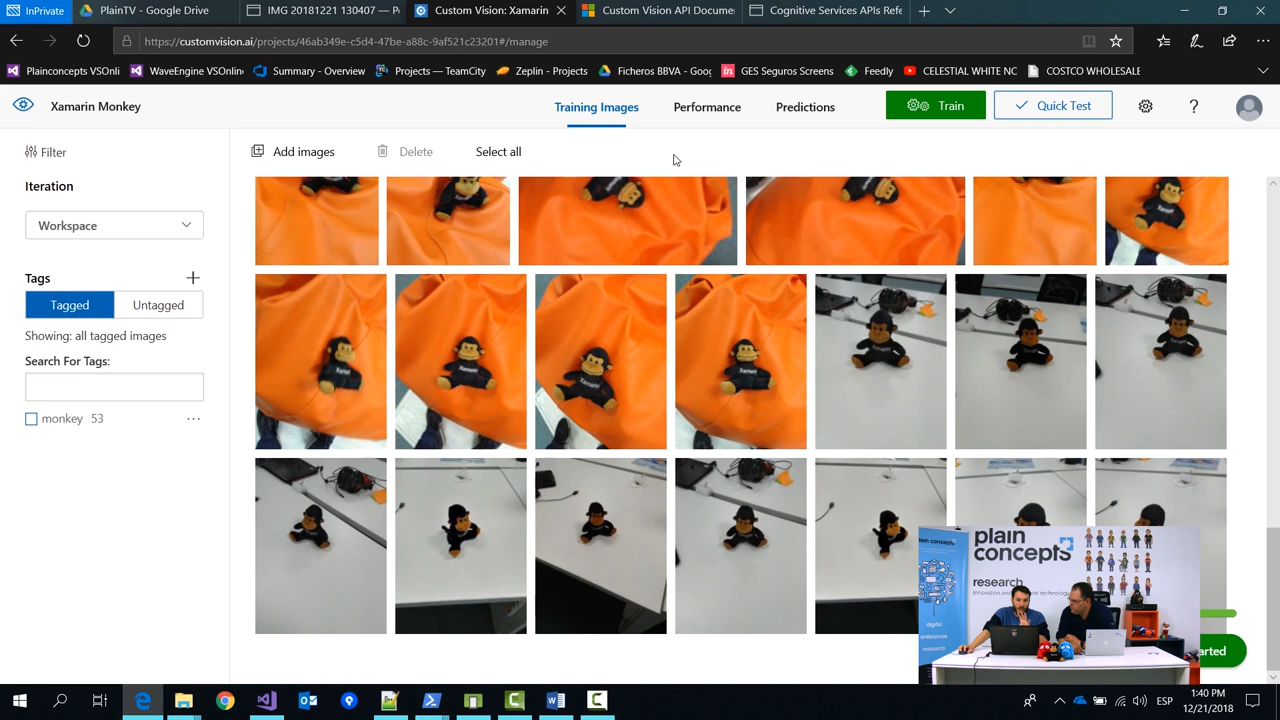 InPrivate
PlainTV - Google Drive
IMG 20181221 130407 — P
Custom Vision: Xamarin
Custom Vision API Docume
Cognitive Services APIs Refe
https://customvision.ai/projects/46ab349e-c5d4-47be-a88c-9af521c23201#/manage
Plainconcepts VSOnli
WaveEngine VSOnlin
Summary - Overview
Projects — TeamCity
Zeplin - Projects
Ficheros BBVA - Goog
GES Seguros Screens
Feedly
CELESTIAL WHITE NC
COSTCO WHOLESALE
Xamarin Monkey
Training Images
Performance
Predictions
Train
Quick Test
?
Filter
Add images
Delete
Select all
Iteration
Workspace
Tags
Tagged
Untagged
Showing: all tagged images
Search For Tags:
monkey 53
plain
concepts
research
digital
enterprise
research
arted
ESP
1:40 PM
12/21/2018